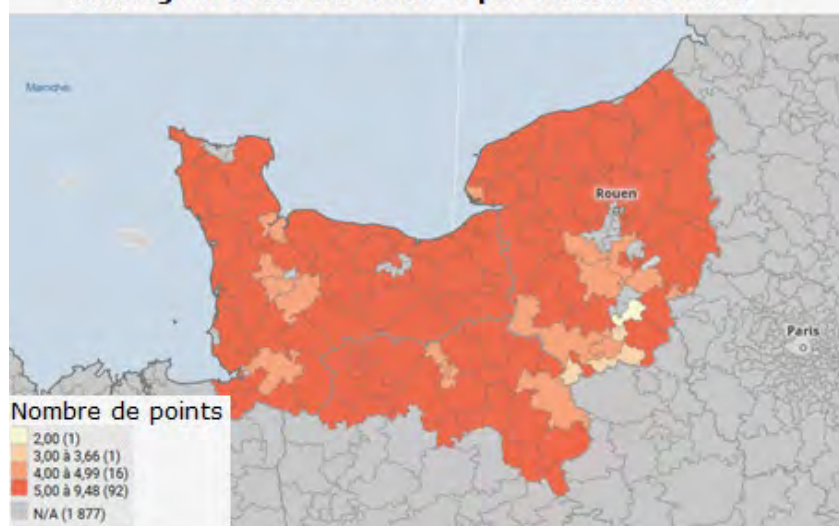 Manche
Rouen
Paris
Nombre de points
2,00 (1)
3,00 à 3,66 (1)
4,00 à 4,99 (16)
5,00 à 9,48 (92)
N/A (1 877)